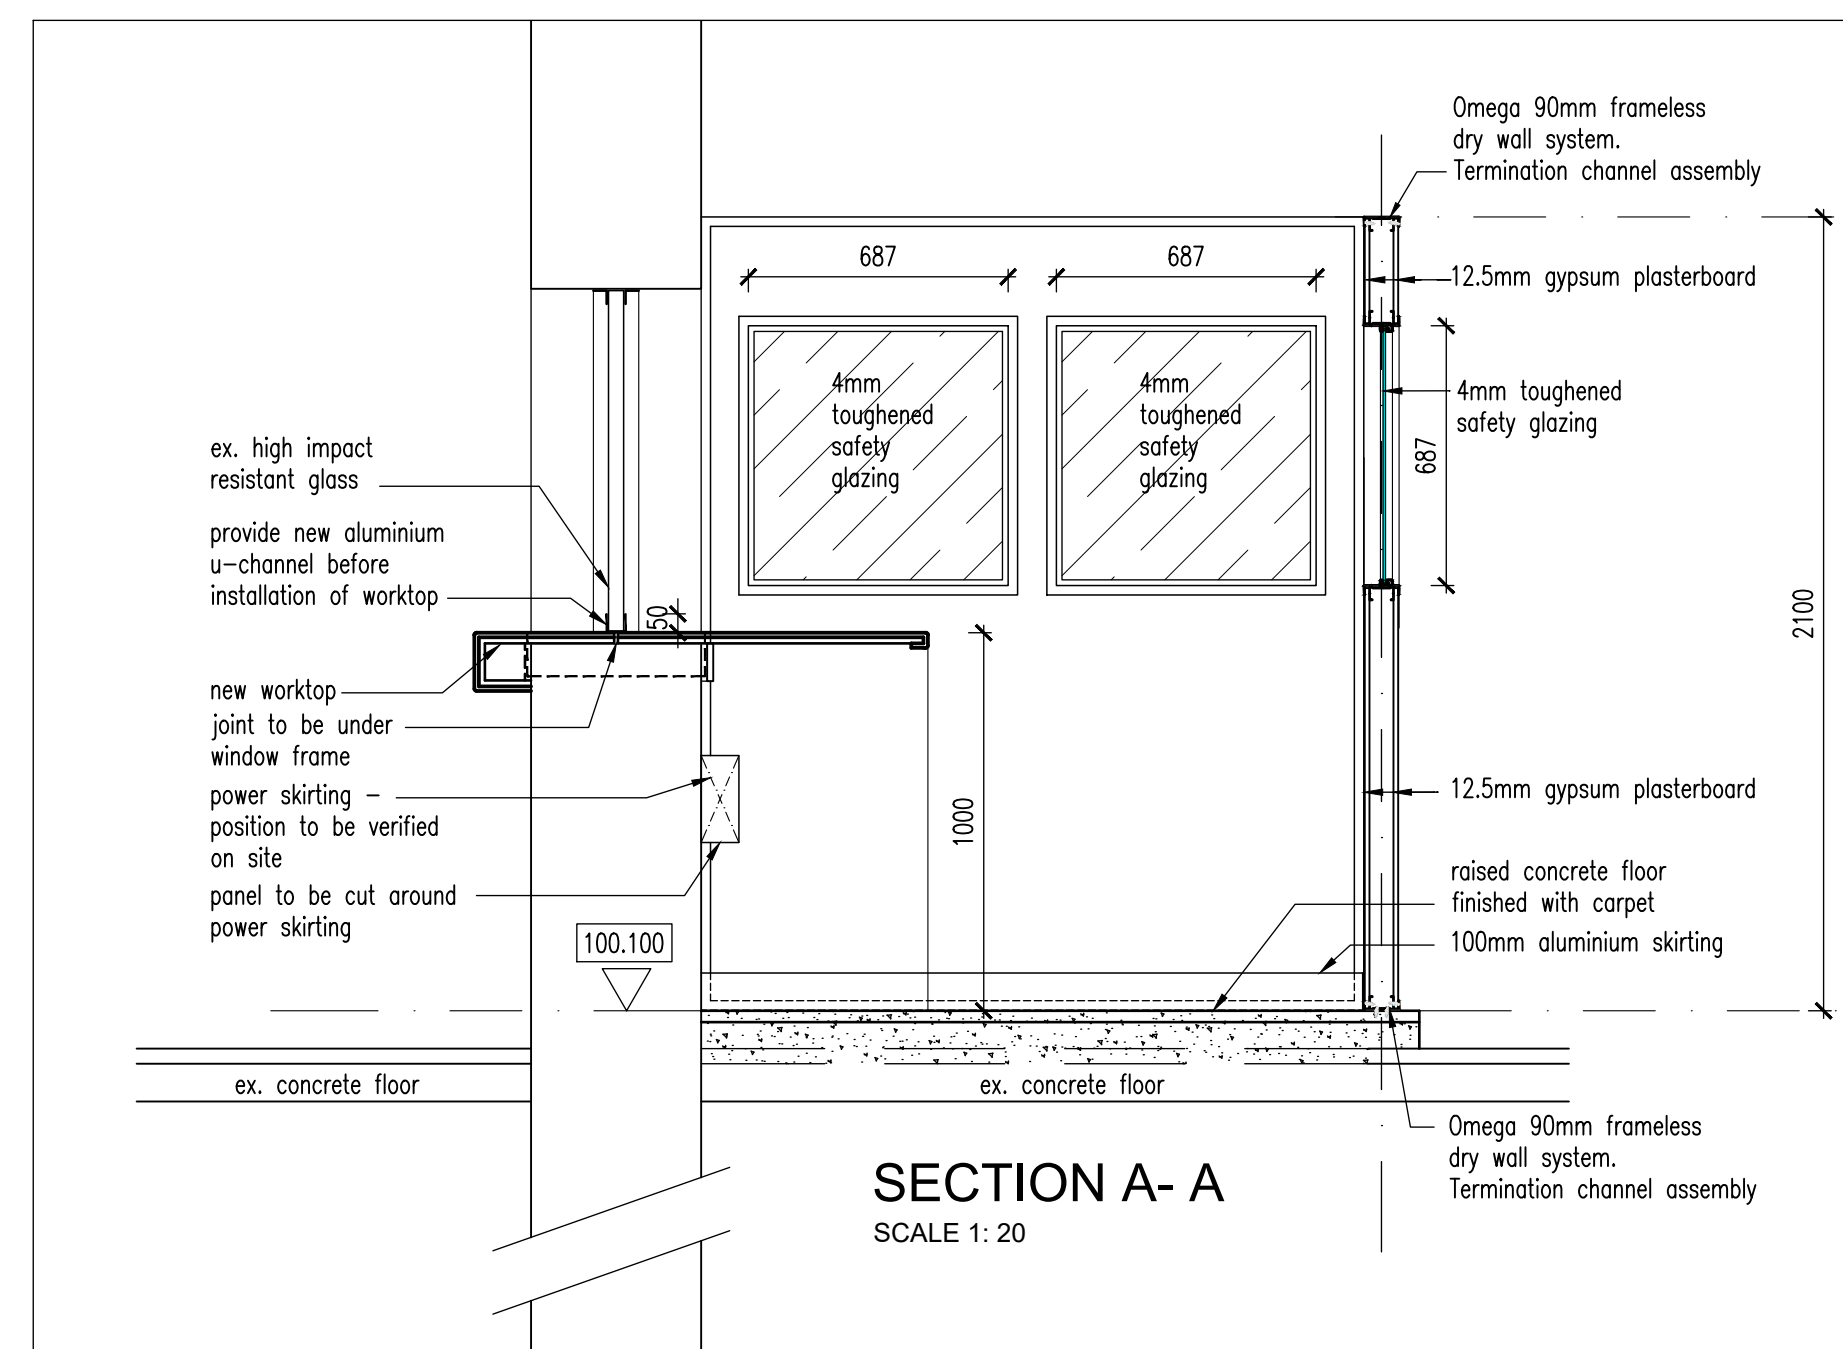 Omega 90mm frameless
dry wall system.
Termination channel assembly
687
687
12.5mm gypsum plasterboard
4mm
toughened
safety
glazing
4mm
toughened
safety
glazing
4mm toughened
safety glazing
687
2100
ex. high impact
resistant glass
provide new aluminium
u-channel before
installation of worktop
50
new worktop
joint to be under
window frame
power skirting -
position to be verified
on site
panel to be cut around
power skirting
100.100
1000
12.5mm gypsum plasterboard
raised concrete floor
finished with carpet
100mm aluminium skirting
ex. concrete floor
ex. concrete floor
Omega 90mm frameless
dry wall system.
Termination channel assembly
SECTION A- A
SCALE 1: 20